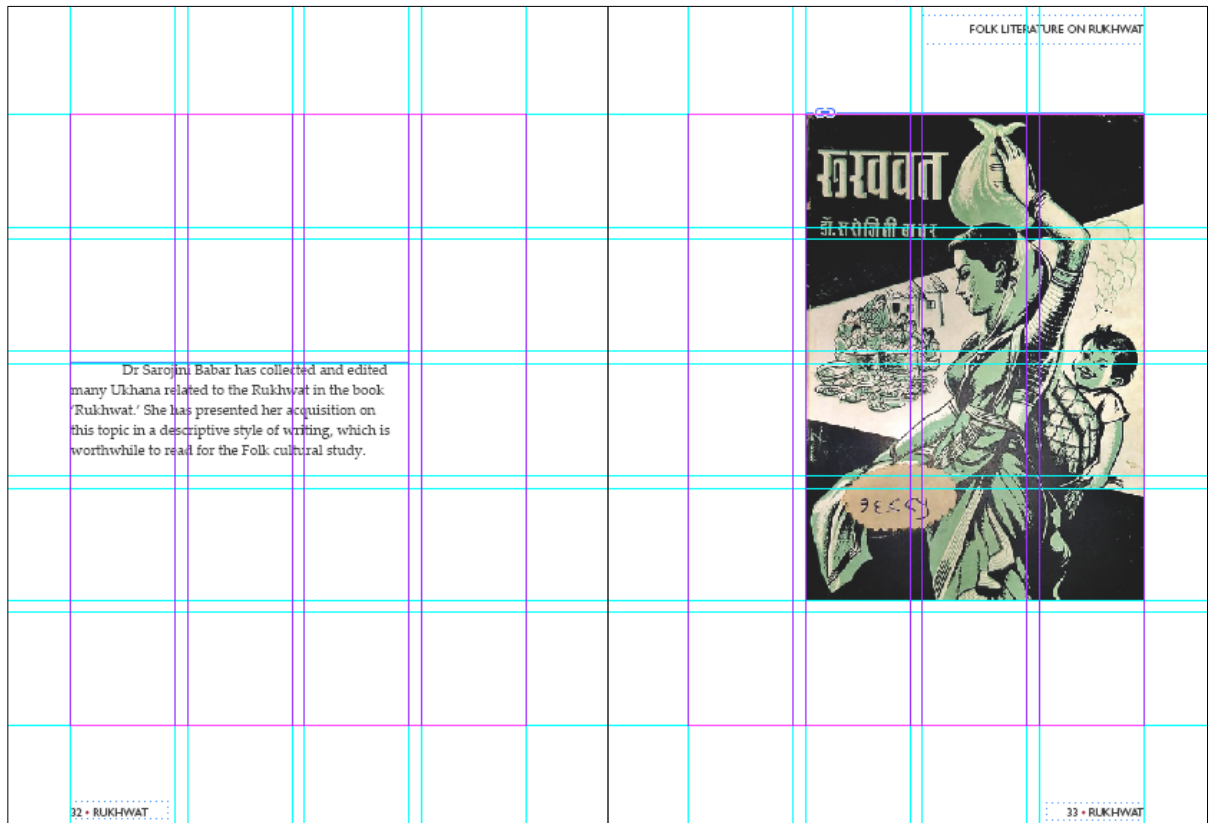 FOLK LITERATURE ON RUKHWAT
Dr Sarojini Babar has collected and edited
many Ukhana related to the Rukhwat in the book
‘Rukhwat.’ She has presented her acquisition on
this topic in a descriptive style of writing, which is
worthwhile to read for the Folk cultural study.
रुखवत
डॉ. सरोजिनी बाबर
32 • RUKHWAT
33 • RUKHWAT